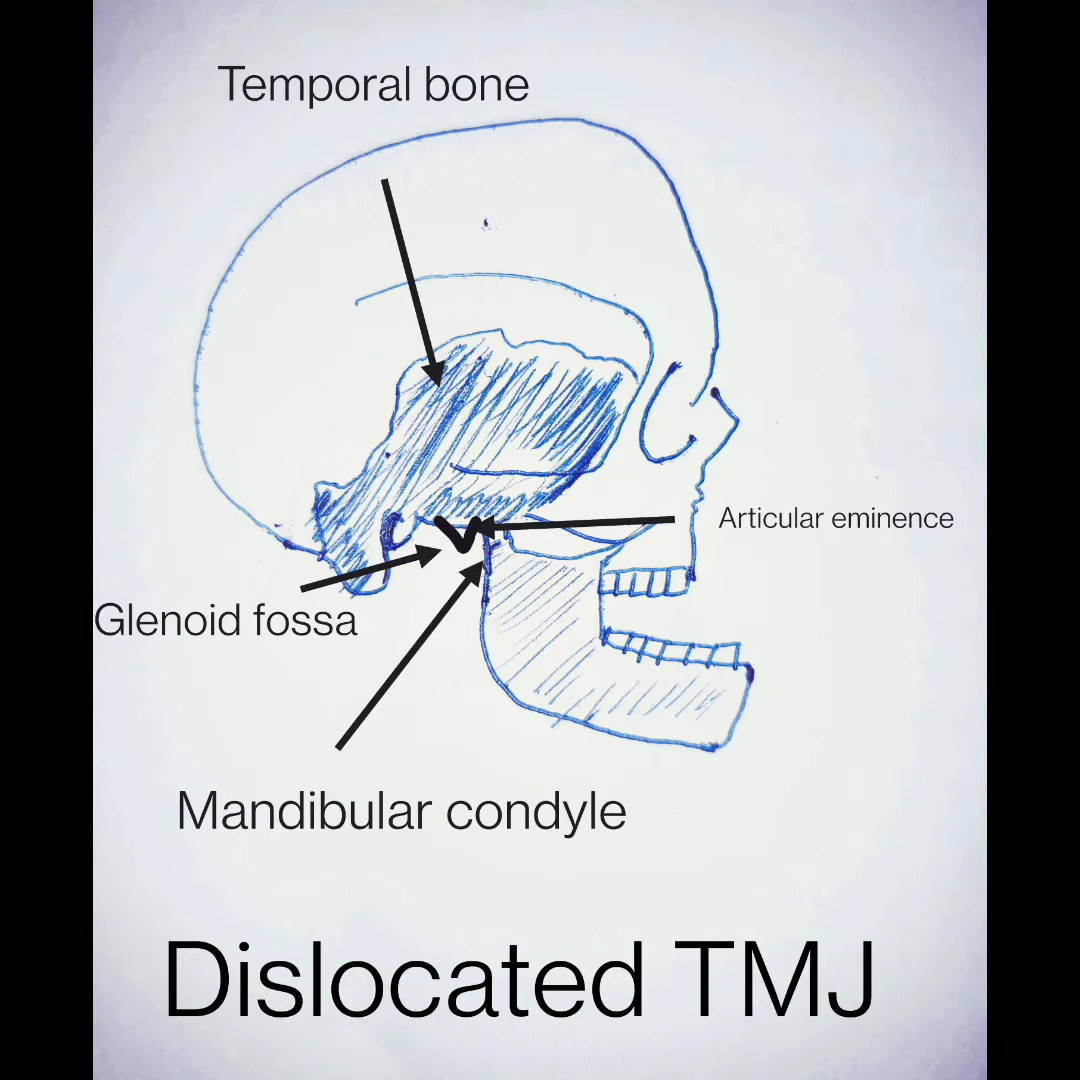 Temporal bone
Articular eminence
Glenoid fossa
Mandibular condyle
Dislocated TMJ